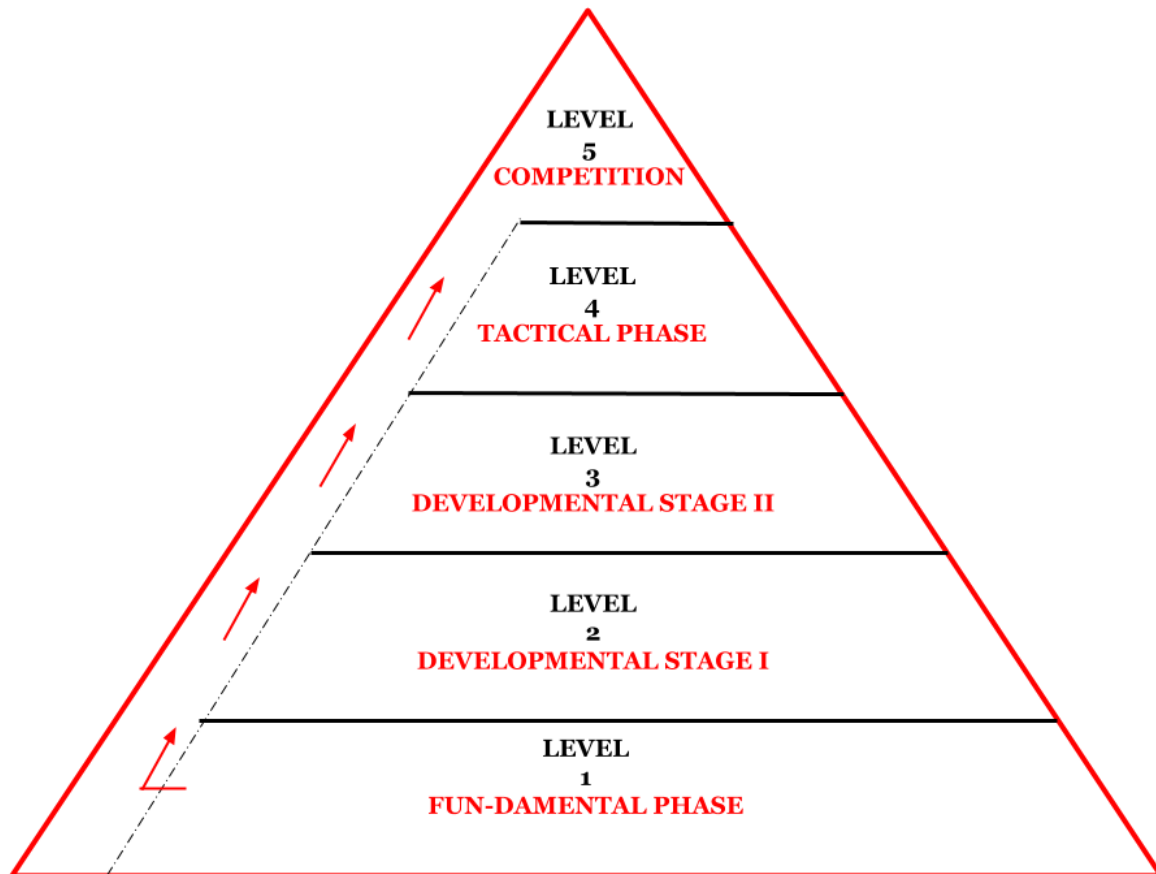 LEVEL
5
COMPETITION
LEVEL
4
TACTICAL PHASE
LEVEL
3
DEVELOPMENTAL STAGE II
LEVEL
2
DEVELOPMENTAL STAGE I
LEVEL
1
FUN-DAMENTAL PHASE